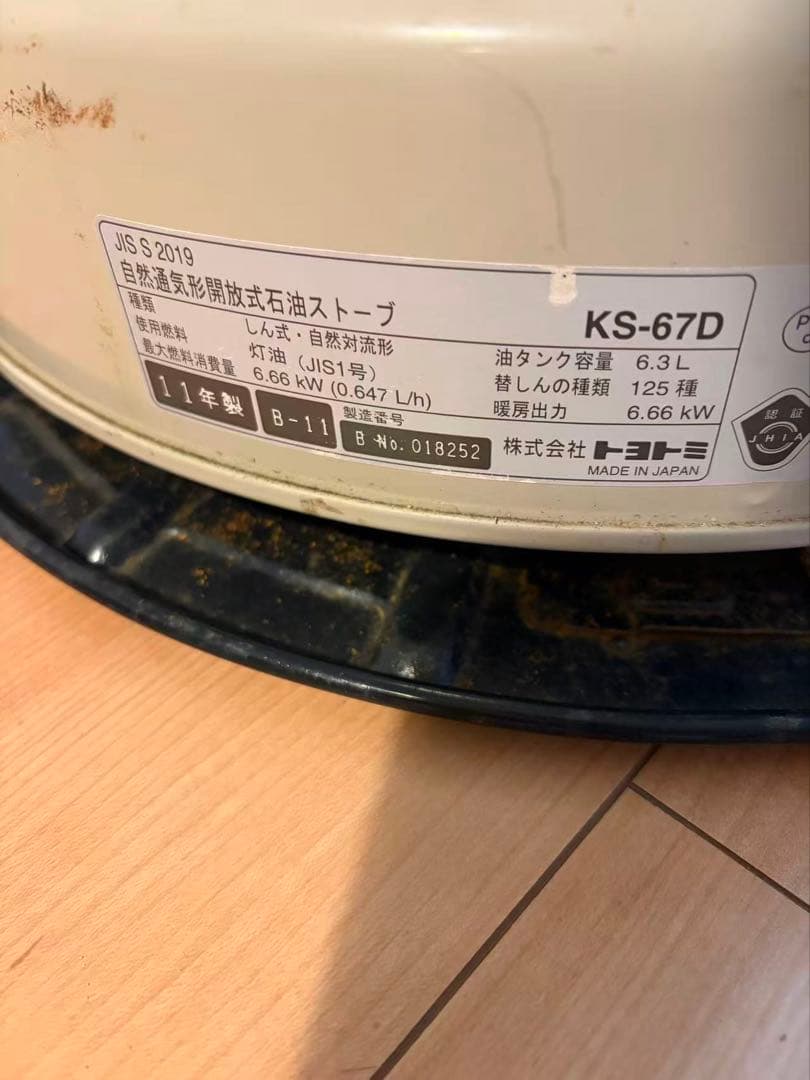 JIS S 2019
自然通気形開放式石油ストーブ
KS-67D
種類 しん式・自然対流形
使用燃料 灯油 (JIS1号)
最大燃料消費量 6.66 kW (0.647 L/h)
油タンク容量 6.3 L
替しんの種類 125 種
暖房出力 6.66 kW
11年製
B-11
製造番号
B No. 018252
株式会社 トヨトミ
MADE IN JAPAN
認証
JHIA